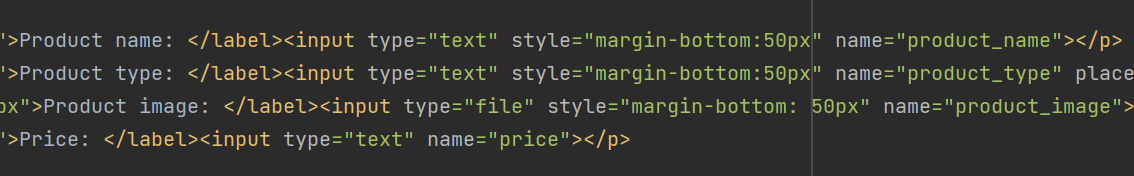 ">Product name: </label><input type="text" style="margin-bottom:50px" name="product_name"></p>
">Product type: </label><input type="text" style="margin-bottom:50px" name="product_type" place
px">Product image: </label><input type="file" style="margin-bottom: 50px" name="product_image">
">Price: </label><input type="text" name="price"></p>